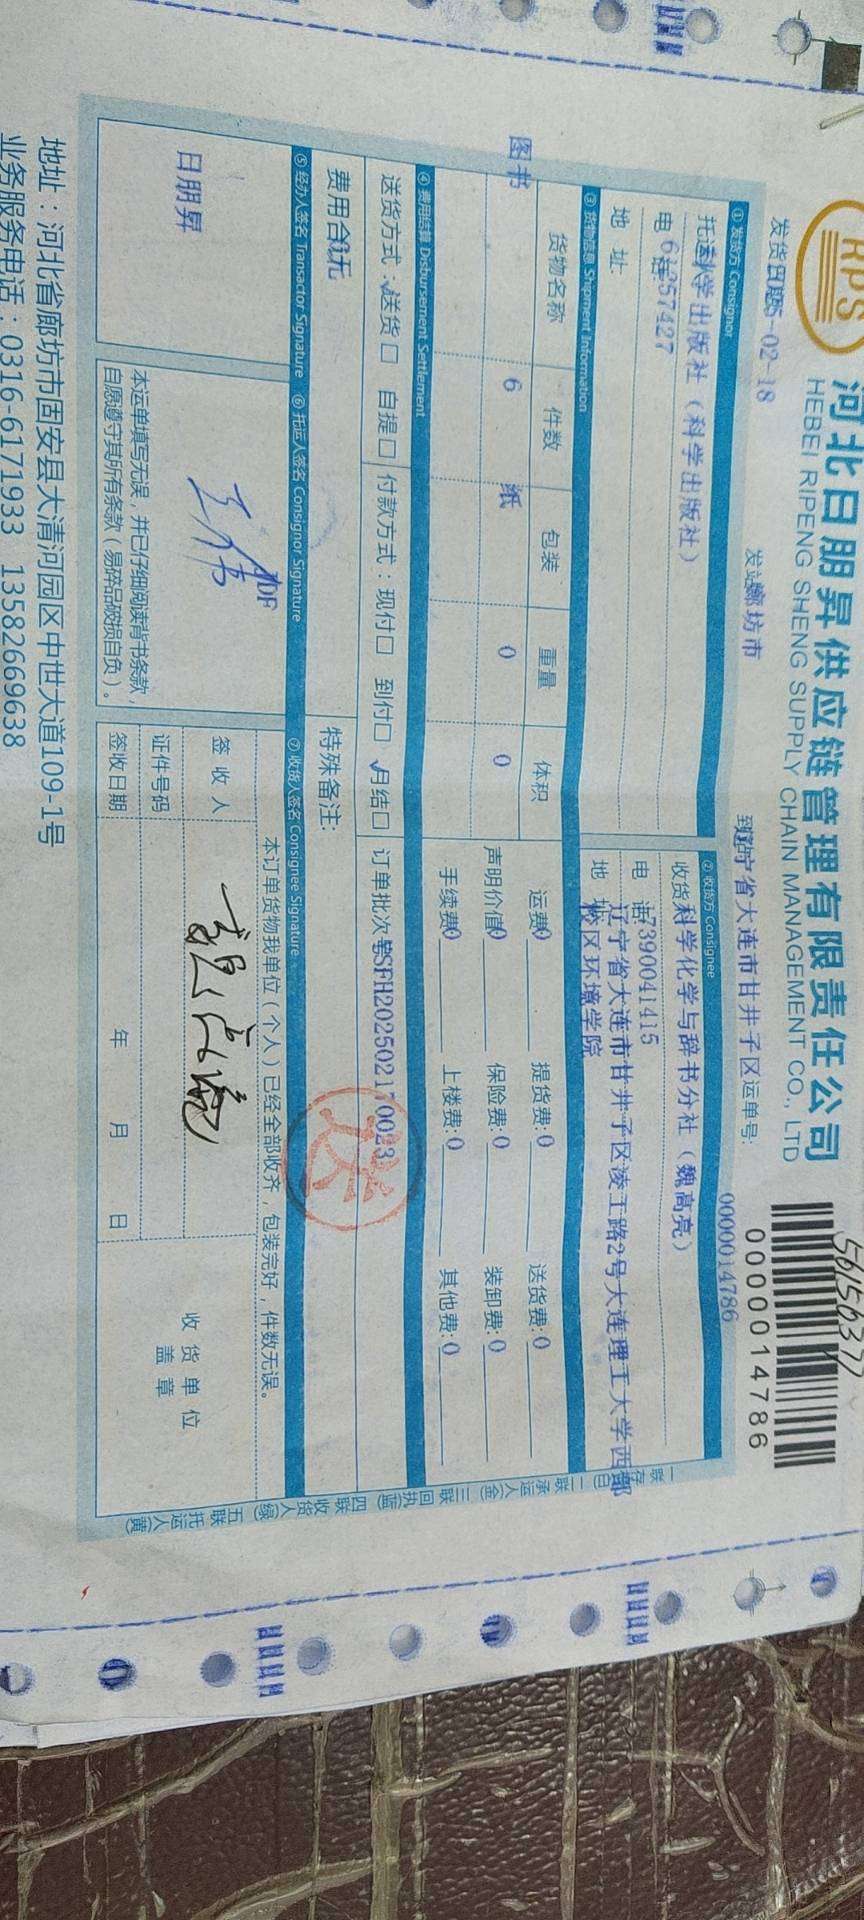 RPS
河北日朋昇供应链管理有限责任公司
HEBEI RIPENG SHENG SUPPLY CHAIN MANAGEMENT CO., LTD
56156377
00000014786
0000014786
发货日期 25-02-18
发站 廊坊市
到 辽宁省大连市甘井子区 运单号:
① 发货方 Consignor
托运 科学出版社(科学出版社)
电话 61257427
地 址
② 收货方 Consignee
收货 科学化学与辞书分社(魏高亮)
电 话 7390041415
地 址 辽宁省大连市甘井子区凌工路2号大连理工大学西部
校区环境学院
③ 货物信息 Shipment Information
货物名称 件数 包装 重量 体积
图书 6 纸 0 0
运费 0 提货费:0 送货费:0
声明价值 0 保险费:0 装卸费:0
手续费 0 上楼费:0 其他费:0
④ 费用结算 Disbursement Settlement
送货方式:√送货□ 自提□ 付款方式:现付□ 到付□ √月结□ 订单批次号 SFH202502170023
费用合 0元 特殊备注:
⑤ 经办人签名 Transactor Signature ⑥ 托运人签名 Consignor Signature ⑦ 收货人签名 Consignee Signature
日朋昇
ADF
本运单填写无误,并已仔细阅读背书条款,
自愿遵守其所有条款(易碎品破损自负)。
本订单货物我单位(个人)已经全部收齐,包装完好,件数无误。
签 收 人
证件号码
签收日期 年 月 日
收 货 单 位
盖 章
一联存根(白) 二联承运人(金) 三联回执(蓝) 四联收货人(绿) 五联托运人(黄)
地址:河北省廊坊市固安县大清河园区中世大道109-1号
业务服务电话:0316-6171933 13582669638